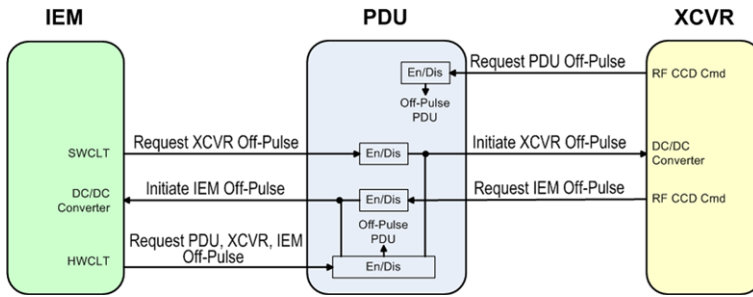 IEM
PDU
XCVR
Request PDU Off-Pulse
En/Dis
RF CCD Cmd
Off-Pulse
PDU
Request XCVR Off-Pulse
Initiate XCVR Off-Pulse
SWCLT
En/Dis
DC/DC
Converter
Initiate IEM Off-Pulse
Request IEM Off-Pulse
DC/DC
Converter
En/Dis
RF CCD Cmd
Off-Pulse
PDU
Request PDU, XCVR, IEM
Off-Pulse
HWCLT
En/Dis